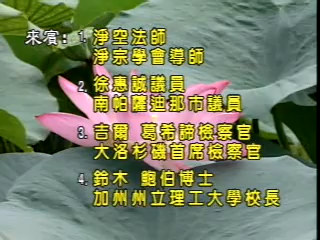 來賓: 1. 淨空法師
淨宗學會導師
2. 徐惠誠議員
南帕薩迪那市議員
3. 吉爾 葛希諦檢察官
大洛杉磯首席檢察官
4. 鈴木 鮑伯博士
加州州立理工大學校長